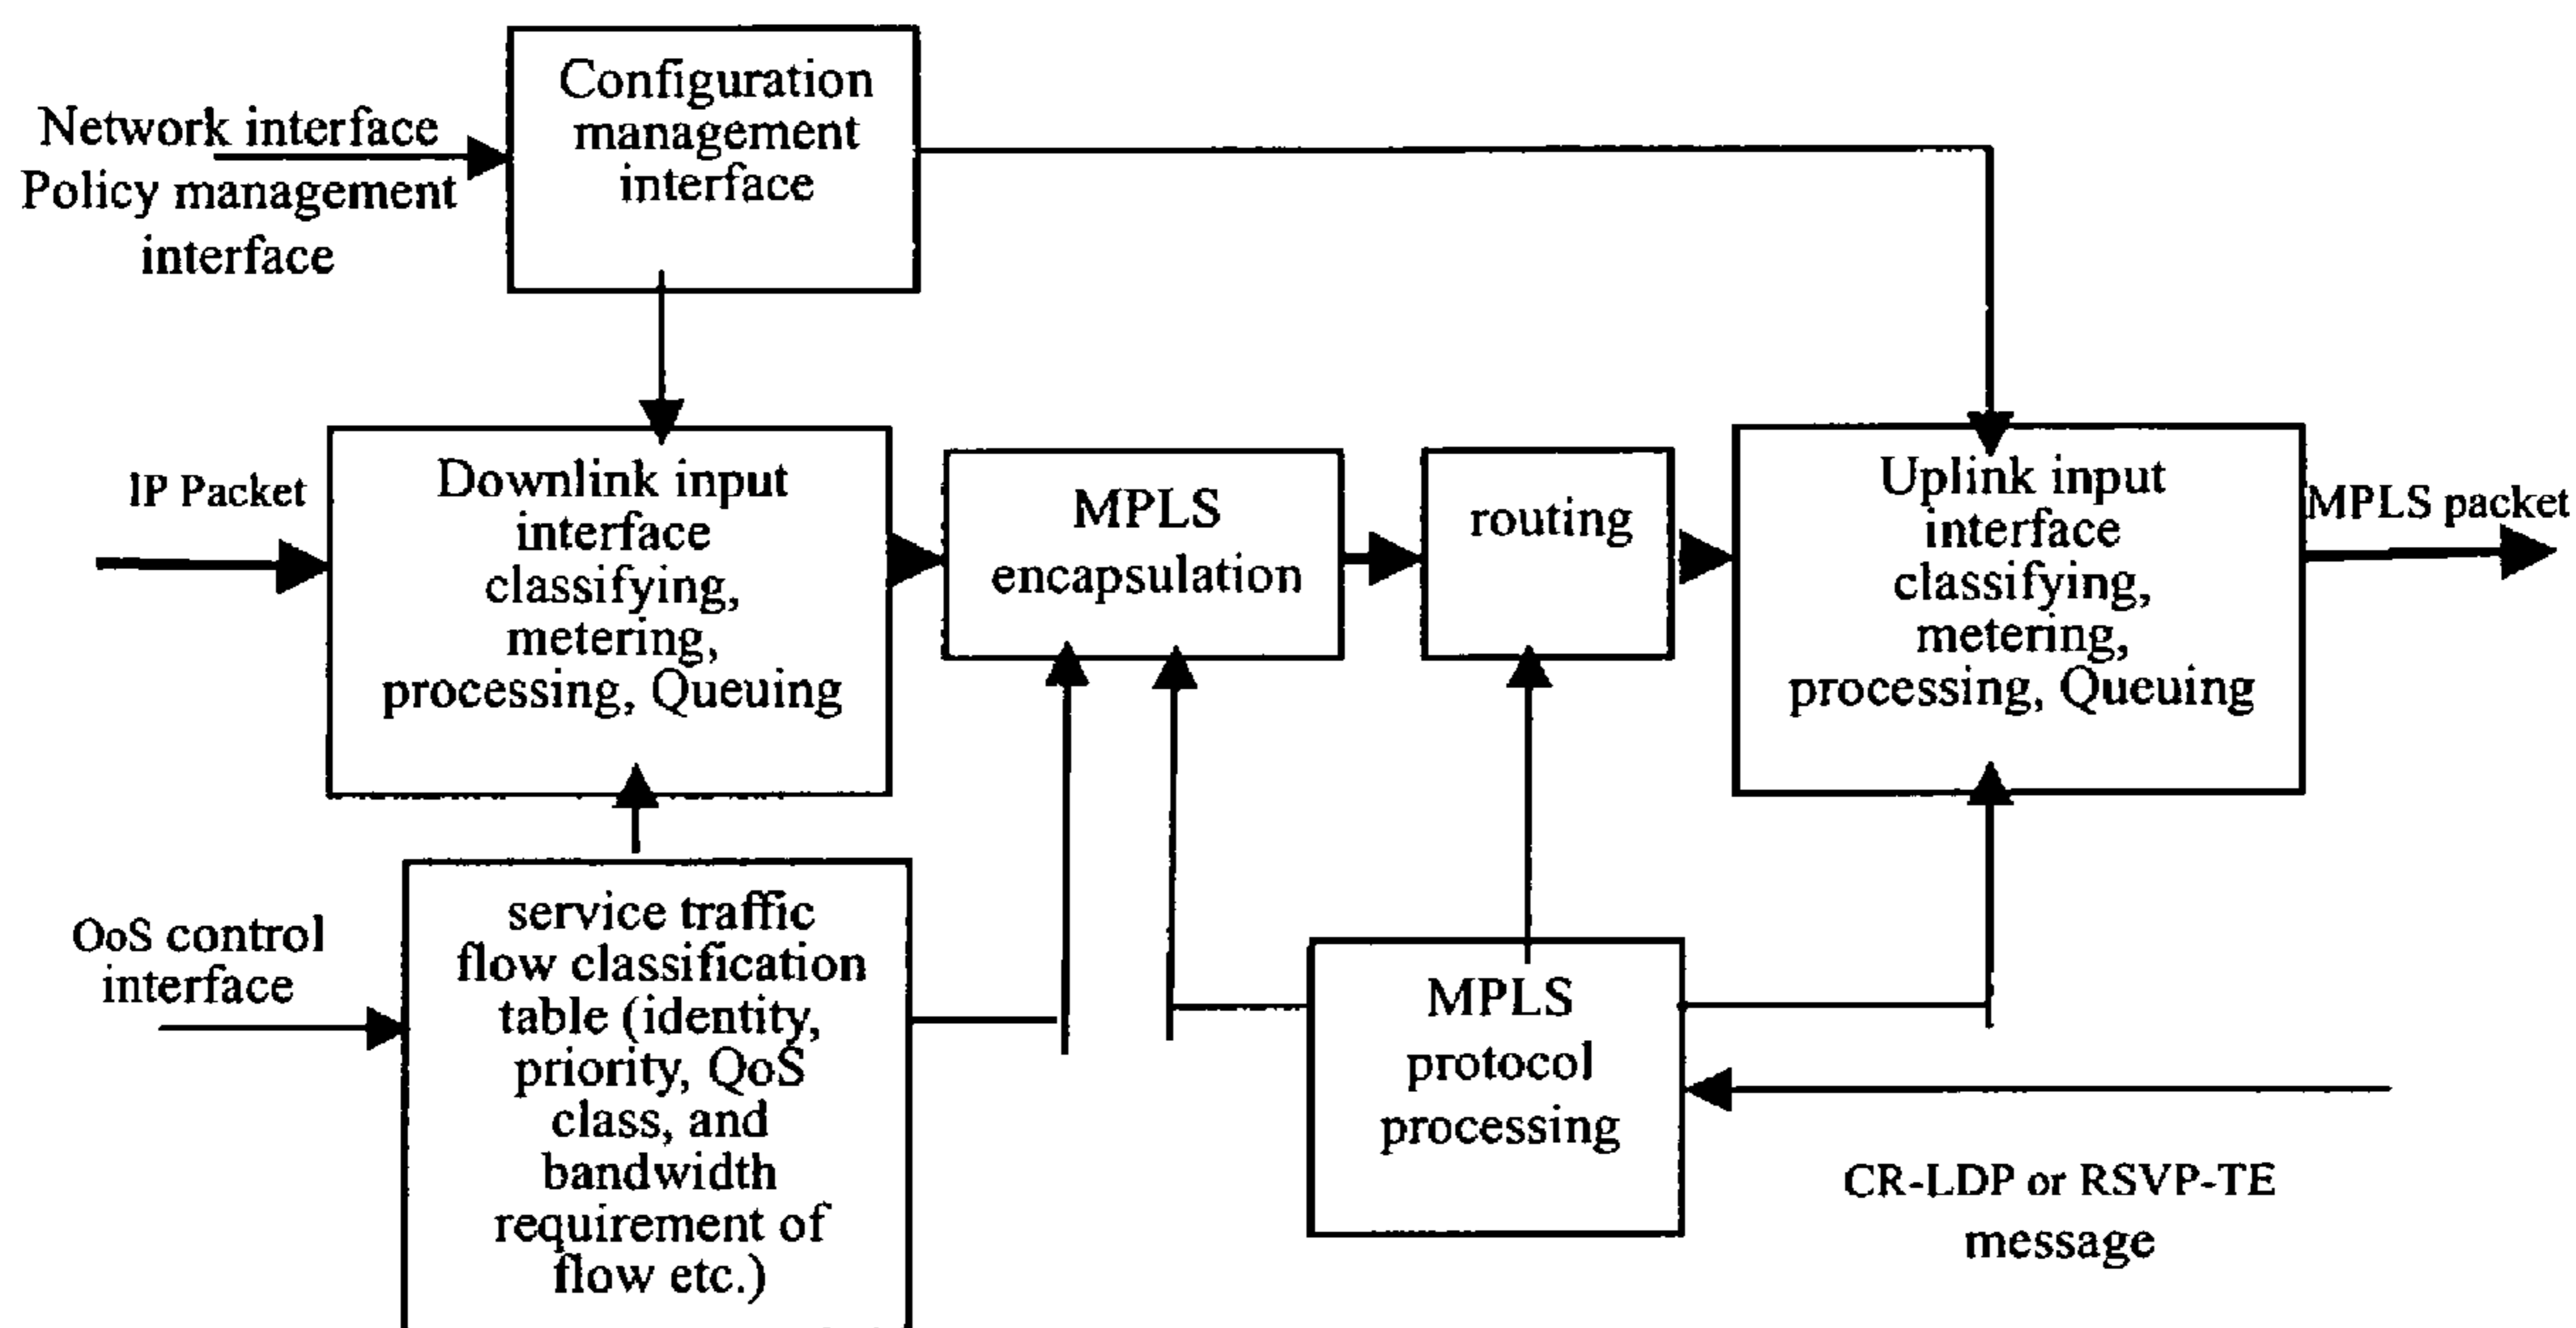 Network interface
Policy management
interface
Configuration
management
interface
IP Packet
Downlink input
interface
classifying,
metering,
processing, Queuing
MPLS
encapsulation
routing
Uplink input
interface
classifying,
metering,
processing, Queuing
MPLS packet
OoS control
interface
service traffic
flow classification
table (identity,
priority, QoS
class, and
bandwidth
requirement of
flow etc.)
MPLS
protocol
processing
CR-LDP or RSVP-TE
message